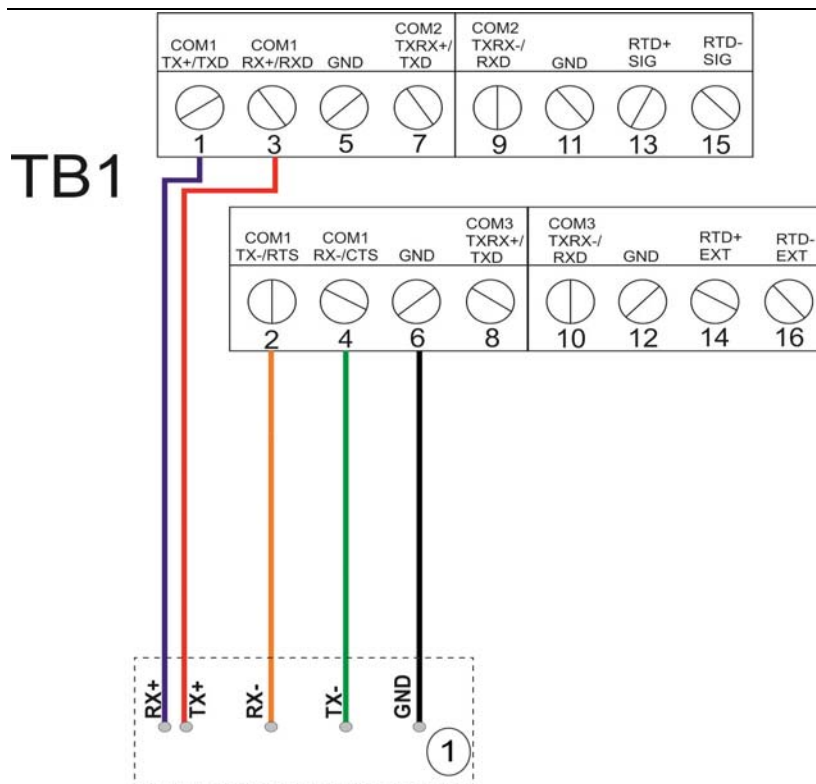 COM1 TX+/TXD
COM1 RX+/RXD
GND
COM2 TXRX+/ TXD
COM2 TXRX-/ RXD
GND
RTD+ SIG
RTD- SIG
1 3 5 7 9 11 13 15
TB1
COM1 TX-/RTS
COM1 RX-/CTS
GND
COM3 TXRX+/ TXD
COM3 TXRX-/ RXD
GND
RTD+ EXT
RTD- EXT
2 4 6 8 10 12 14 16
RX+
TX+
RX-
TX-
GND
1